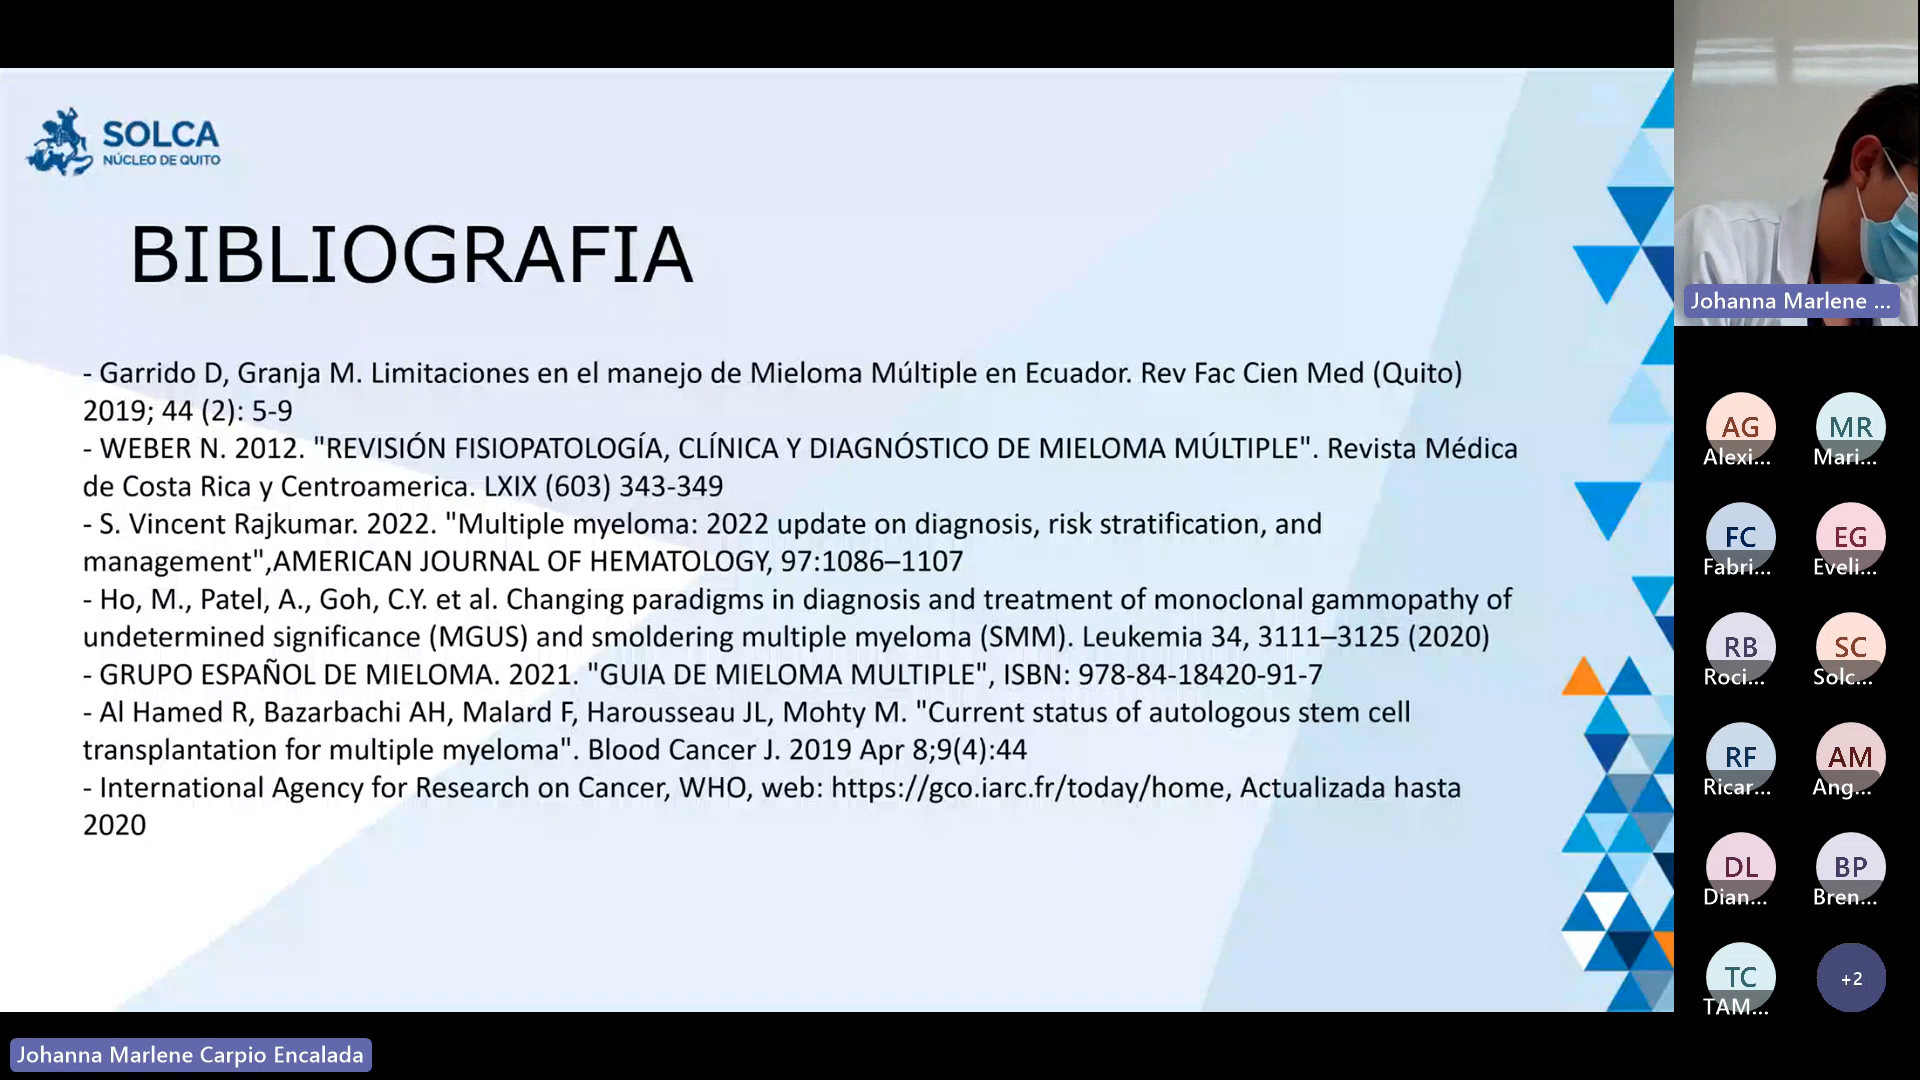 SOLCA
NÚCLEO DE QUITO
BIBLIOGRAFIA
- Garrido D, Granja M. Limitaciones en el manejo de Mieloma Múltiple en Ecuador. Rev Fac Cien Med (Quito)
2019; 44 (2): 5-9
- WEBER N. 2012. "REVISIÓN FISIOPATOLOGÍA, CLÍNICA Y DIAGNÓSTICO DE MIELOMA MÚLTIPLE". Revista Médica
de Costa Rica y Centroamerica. LXIX (603) 343-349
- S. Vincent Rajkumar. 2022. "Multiple myeloma: 2022 update on diagnosis, risk stratification, and
management",AMERICAN JOURNAL OF HEMATOLOGY, 97:1086–1107
- Ho, M., Patel, A., Goh, C.Y. et al. Changing paradigms in diagnosis and treatment of monoclonal gammopathy of
undetermined significance (MGUS) and smoldering multiple myeloma (SMM). Leukemia 34, 3111–3125 (2020)
- GRUPO ESPAÑOL DE MIELOMA. 2021. "GUIA DE MIELOMA MULTIPLE", ISBN: 978-84-18420-91-7
- Al Hamed R, Bazarbachi AH, Malard F, Harousseau JL, Mohty M. "Current status of autologous stem cell
transplantation for multiple myeloma". Blood Cancer J. 2019 Apr 8;9(4):44
- International Agency for Research on Cancer, WHO, web: https://gco.iarc.fr/today/home, Actualizada hasta
2020
Johanna Marlene Carpio Encalada
Johanna Marlene ...
AG
Alexi...
MR
Mari...
FC
Fabri...
EG
Eveli...
RB
Roci...
SC
Solc...
RF
Ricar...
AM
Ang...
DL
Dian...
BP
Bren...
TC
TAM...
+2